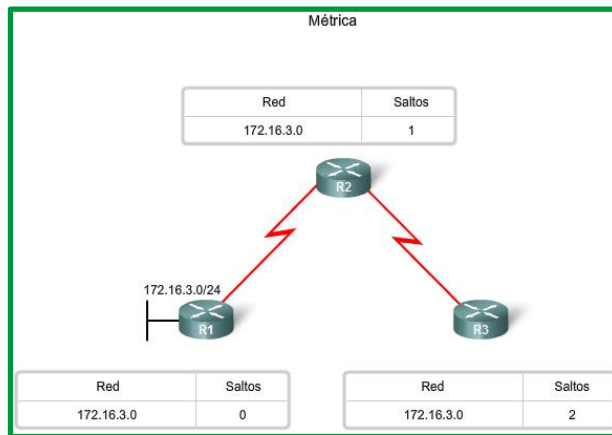 Métrica
Red Saltos
172.16.3.0 1
R2
172.16.3.0/24
R1
R3
Red Saltos
172.16.3.0 0
Red Saltos
172.16.3.0 2